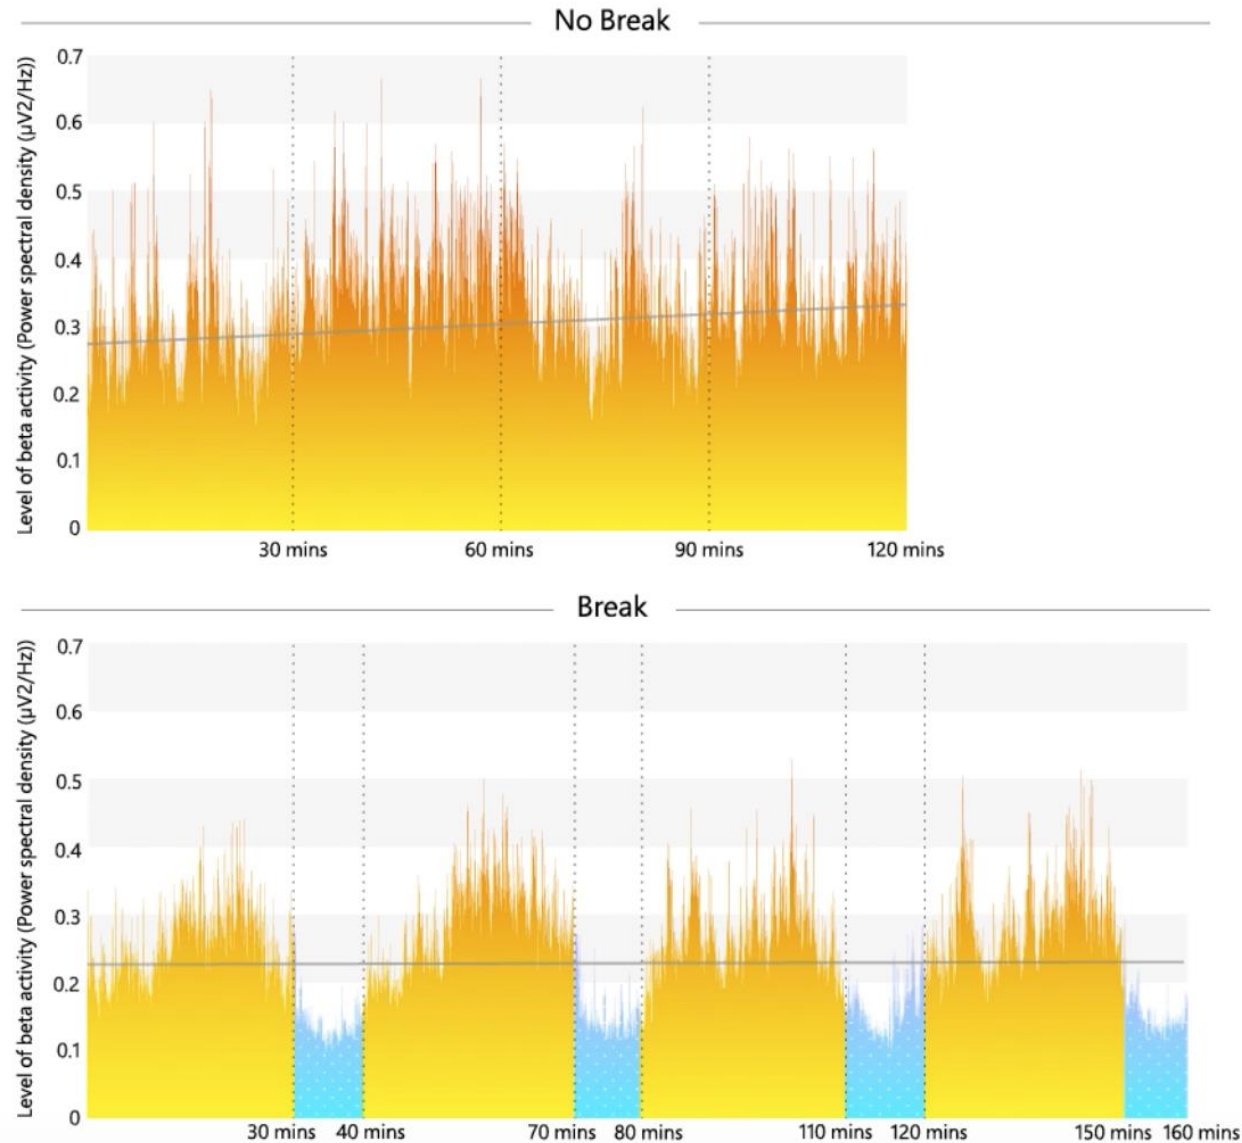 No Break
Level of beta activity (Power spectral density (µV2/Hz))
0.7
0.6
0.5
0.4
0.3
0.2
0.1
0
30 mins 60 mins 90 mins 120 mins
Break
Level of beta activity (Power spectral density (µV2/Hz))
0.7
0.6
0.5
0.4
0.3
0.2
0.1
0
30 mins 40 mins 70 mins 80 mins 110 mins 120 mins 150 mins 160 mins